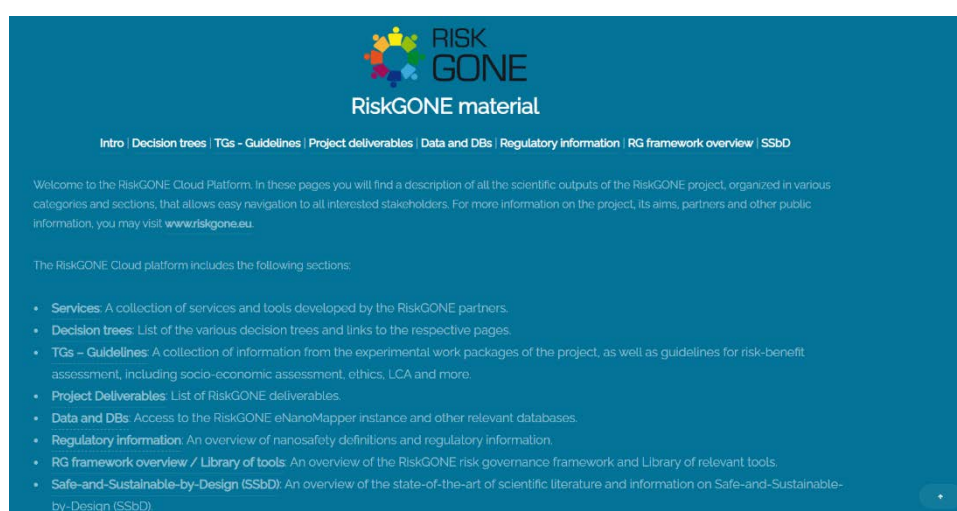 RISK
GONE
RiskGONE material
Intro | Decision trees | TGs - Guidelines | Project deliverables | Data and DBs | Regulatory information | RG framework overview | SSbD
Welcome to the RiskGONE Cloud Platform. In these pages you will find a description of all the scientific outputs of the RiskGONE project, organized in various
categories and sections, that allows easy navigation to all interested stakeholders. For more information on the project, its aims, partners and other public
information, you may visit www.riskgone.eu.
The RiskGONE Cloud platform includes the following sections:
• Services: A collection of services and tools developed by the RiskGONE partners.
• Decision trees: List of the various decision trees and links to the respective pages.
• TGs – Guidelines: A collection of information from the experimental work packages of the project, as well as guidelines for risk-benefit
assessment, including socio-economic assessment, ethics, LCA and more.
• Project Deliverables: List of RiskGONE deliverables.
• Data and DBs: Access to the RiskGONE eNanoMapper instance and other relevant databases.
• Regulatory information: An overview of nanosafety definitions and regulatory information.
• RG framework overview / Library of tools: An overview of the RiskGONE risk governance framework and Library of relevant tools.
• Safe-and-Sustainable-by-Design (SSbD): An overview of the state-of-the-art of scientific literature and information on Safe-and-Sustainable-
by-Design (SSbD).